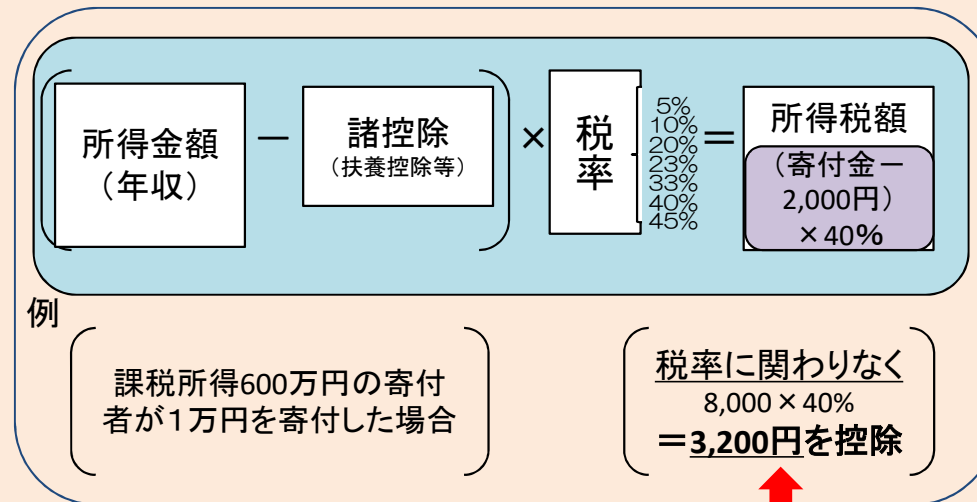 所得金額
（年収）
－
諸控除
（扶養控除等）
×
税
率
5%
10%
20%
23%
33%
40%
45%
＝
所得税額
（寄付金－
2,000円）
×40%
例
課税所得600万円の寄付
者が１万円を寄付した場合
税率に関わりなく
8,000×40%
＝3,200円を控除